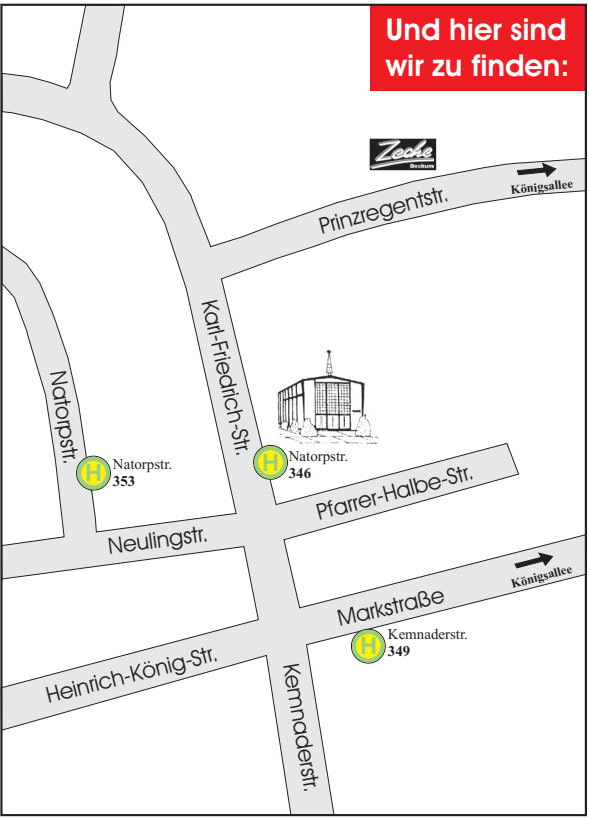 Und hier sind
wir zu finden:
Zeche
Bochum
Königsallee
Prinzregentstr.
Karl-Friedrich-Str.
Natorpstr.
H
Natorpstr.
353
H
Natorpstr.
346
Pfarrer-Halbe-Str.
Neulingstr.
Königsallee
Markstraße
H
Kemnaderstr.
349
Heinrich-König-Str.
Kemnaderstr.